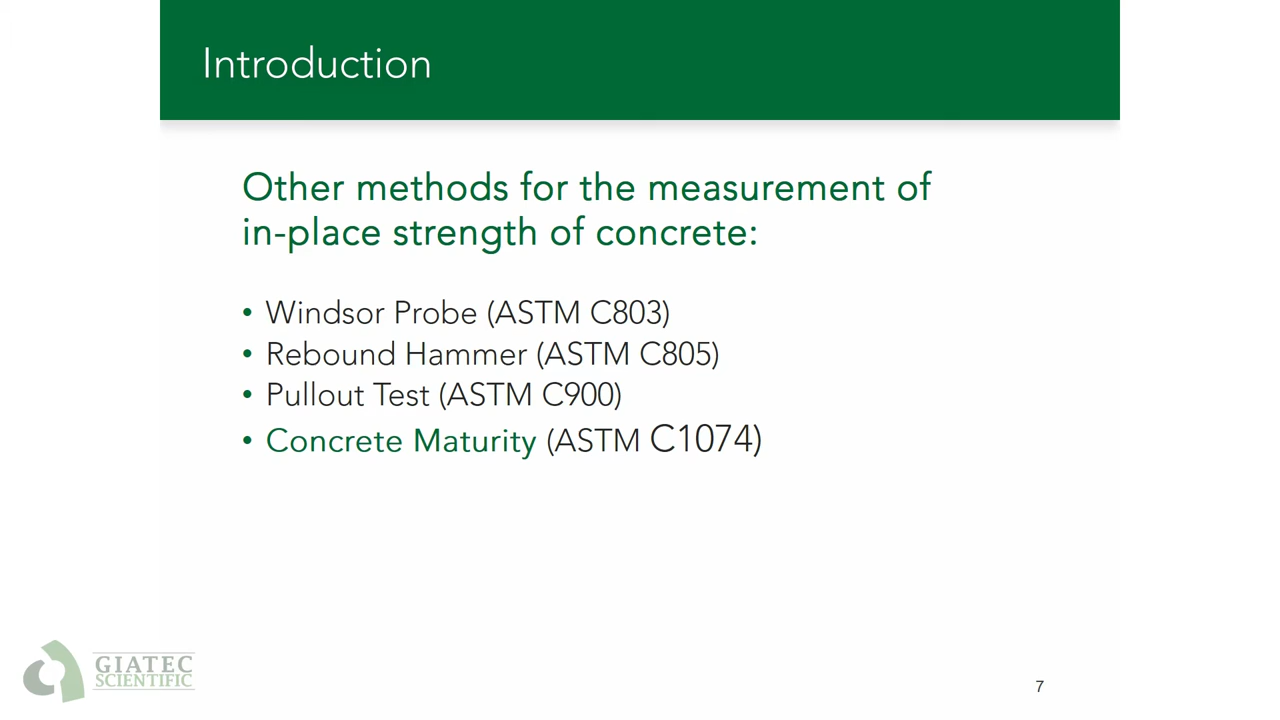 Introduction
Other methods for the measurement of
in-place strength of concrete:
• Windsor Probe (ASTM C803)
• Rebound Hammer (ASTM C805)
• Pullout Test (ASTM C900)
• Concrete Maturity (ASTM C1074)
GIATEC
SCIENTIFIC
7